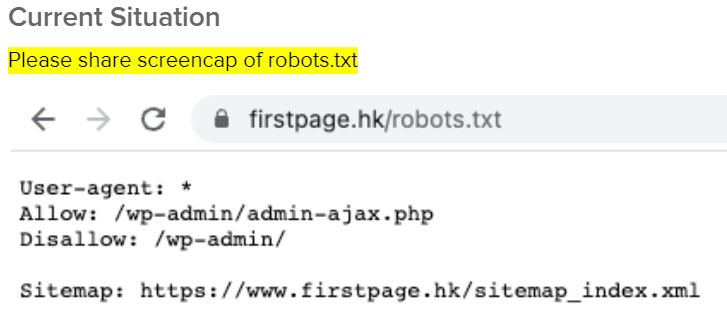 Current Situation
Please share screencap of robots.txt
firstpage.hk/robots.txt
User-agent: *
Allow: /wp-admin/admin-ajax.php
Disallow: /wp-admin/
Sitemap: https://www.firstpage.hk/sitemap_index.xml